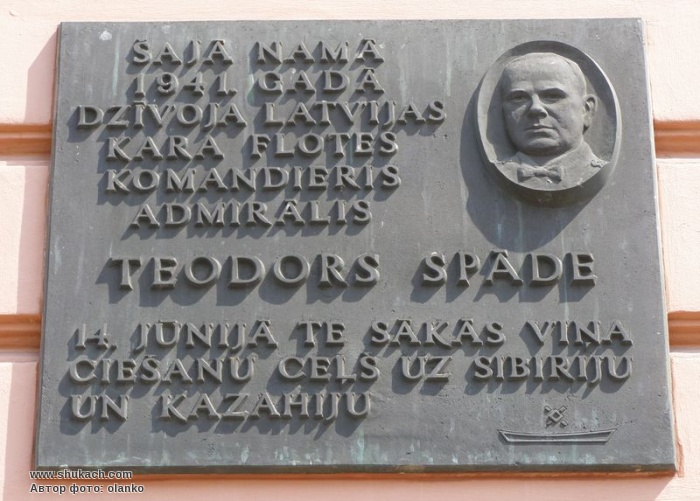 ŠAJĀ NAMĀ
1941. GADĀ
DZĪVOJA LATVIJAS
KARA FLOTES
KOMANDIERIS
ADMIRĀLIS
TEODORS SPĀDE
14. JŪNIJĀ TE SĀKĀS VIŅA
CIEŠANU CEĻŠ UZ SIBIRIJU
UN KAZAHIJU
www.shukach.com
Автор фото: olanko